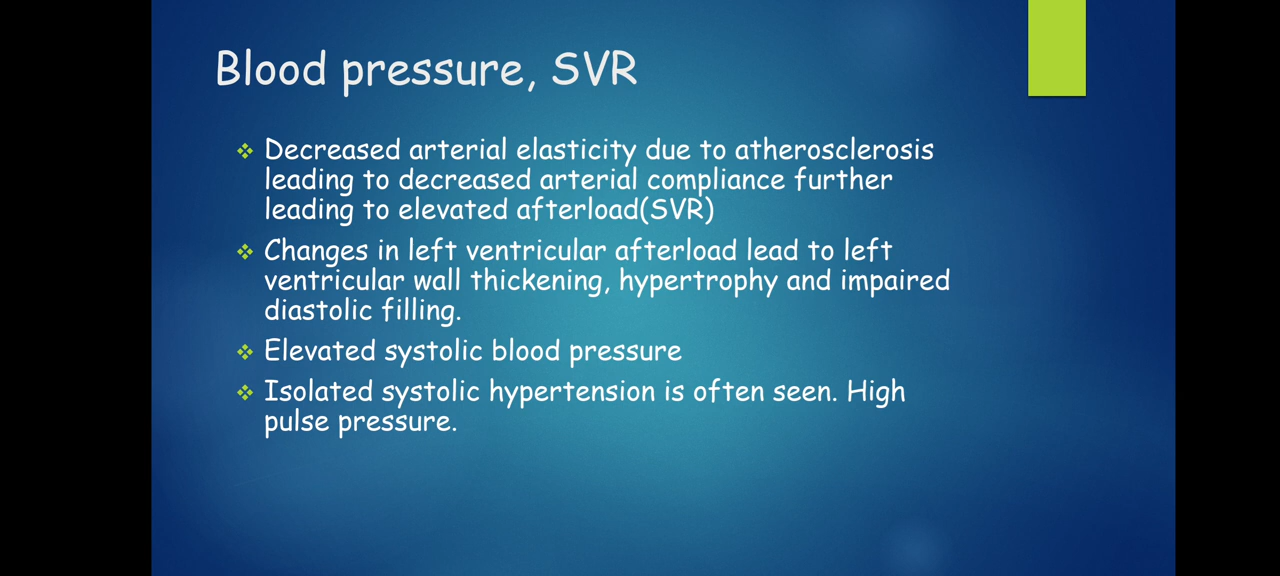 Blood pressure, SVR
Decreased arterial elasticity due to atherosclerosis
leading to decreased arterial compliance further
leading to elevated afterload(SVR)
Changes in left ventricular afterload lead to left
ventricular wall thickening, hypertrophy and impaired
diastolic filling.
Elevated systolic blood pressure
Isolated systolic hypertension is often seen. High
pulse pressure.